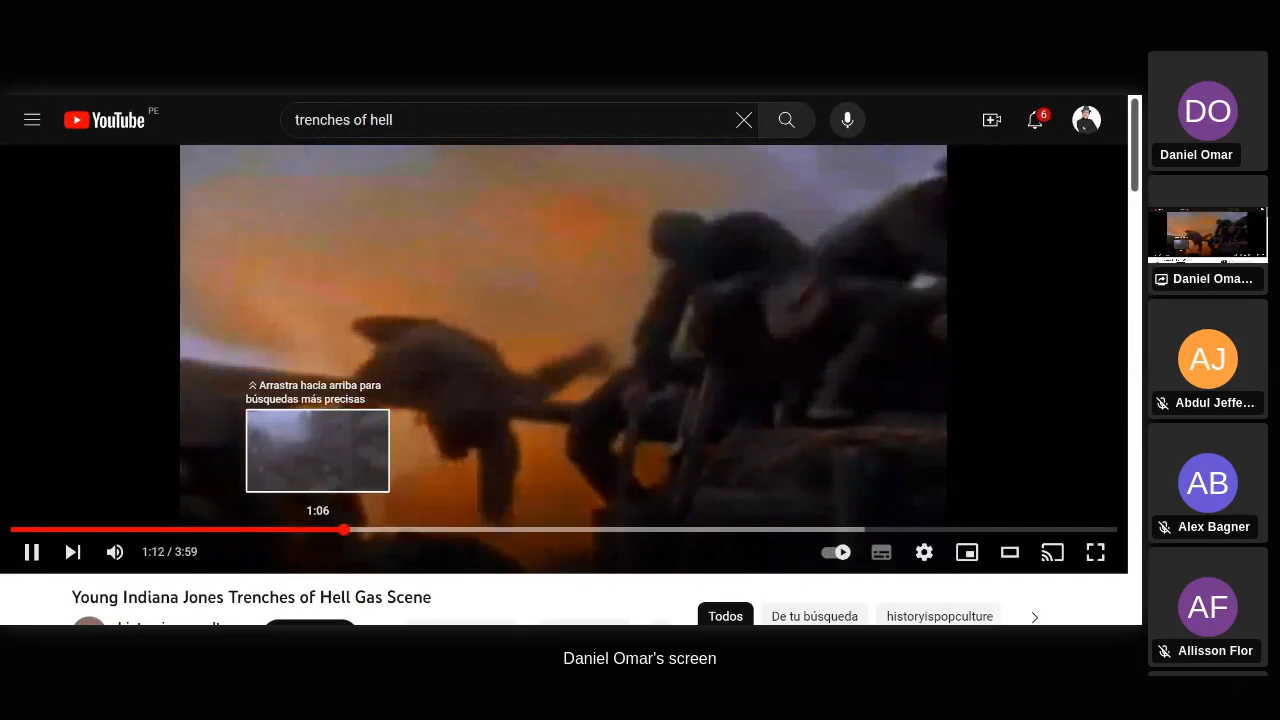 YouTube
PE
trenches of hell
6
Arrastra hacia arriba para
búsquedas más precisas
1:06
1:12 / 3:59
Young Indiana Jones Trenches of Hell Gas Scene
Todos
De tu búsqueda
historyispopculture
Daniel Omar's screen
DO
Daniel Omar
Daniel Oma...
AJ
Abdul Jeffe...
AB
Alex Bagner
AF
Allisson Flor